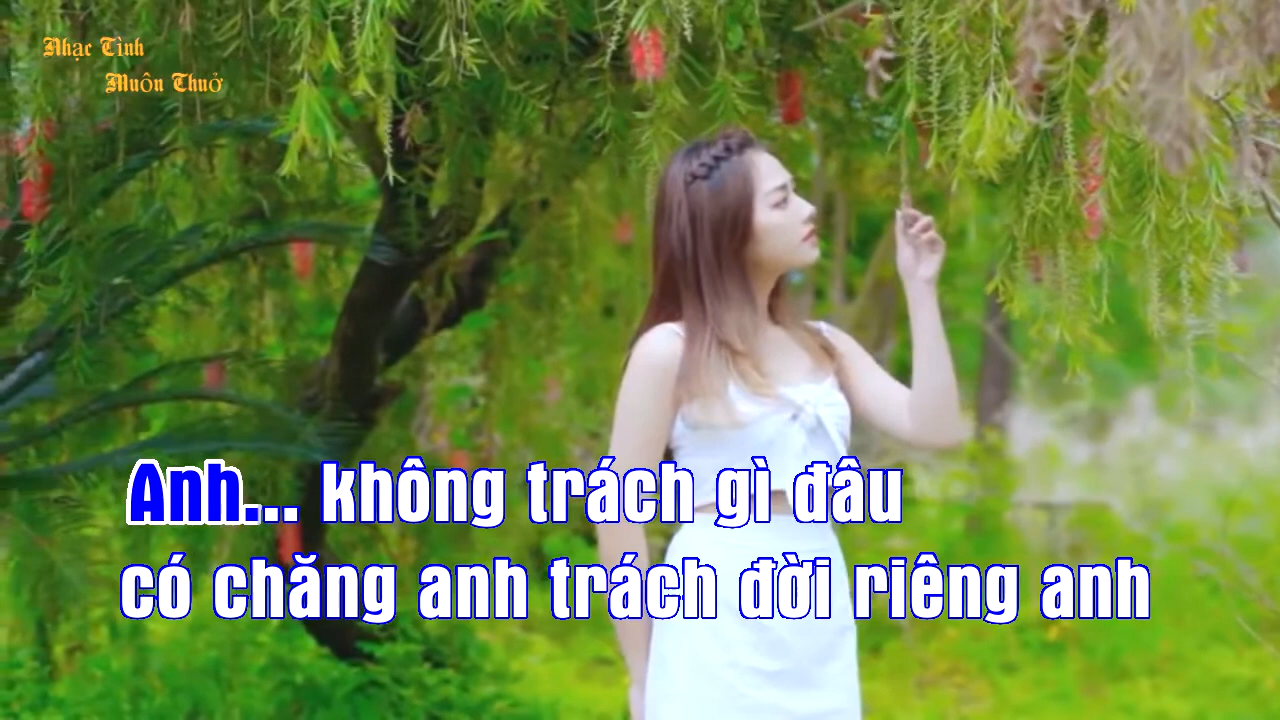 Nhạc Tình
Muôn Thuở
Anh... không trách gì đâu
có chăng anh trách đời riêng anh